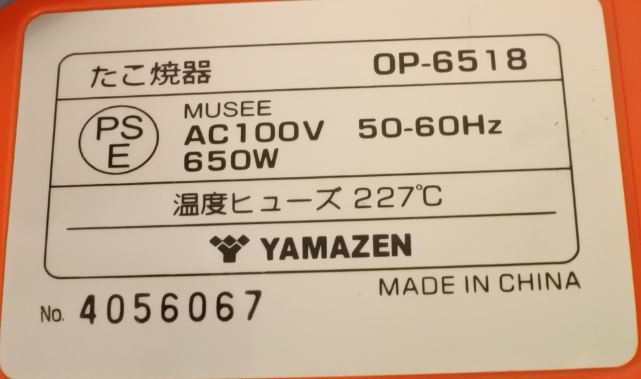 たこ焼器 OP-6518
PS
E
MUSEE
AC100V 50-60Hz
650W
温度ヒューズ 227℃
YAMAZEN
MADE IN CHINA
No. 4056067